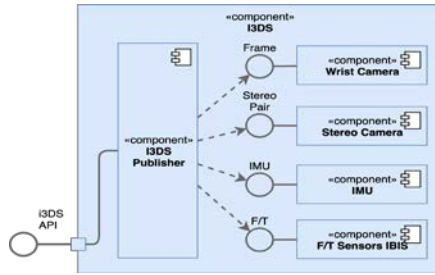 «component»
I3DS
Frame
«component»
Wrist Camera
Stereo
Pair
«component»
Stereo Camera
«component»
I3DS
Publisher
IMU
«component»
IMU
i3DS
API
F/T
«component»
F/T Sensors IBIS